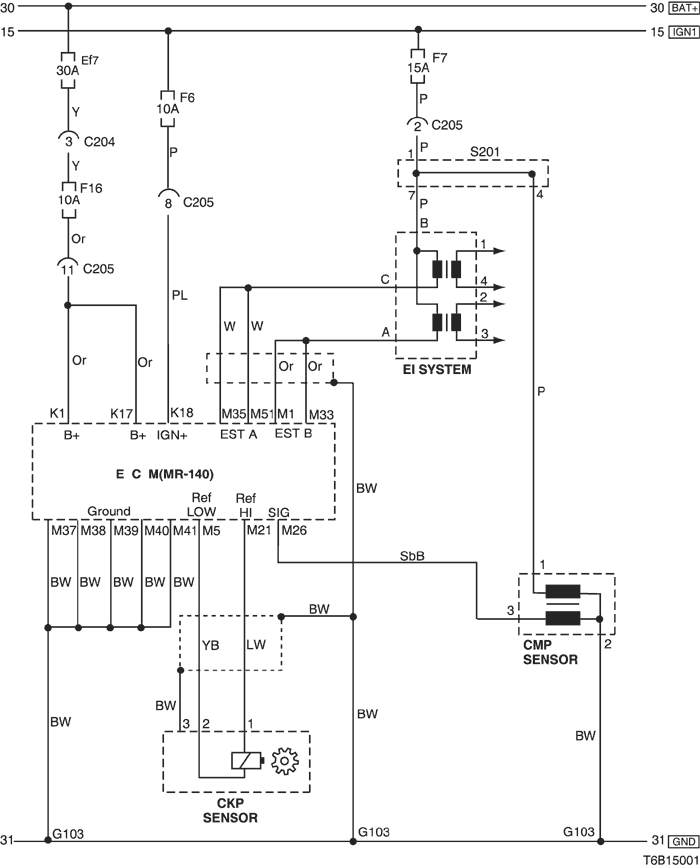 30 30 BAT+
15 15 IGN1
Ef7 30A
F7 15A
F6 10A
Y P P
3 C204
2 C205
Y P
1 S201
F16 10A
8 C205
7 4
Or P
B
11 C205
1
C 4
PL 2
W W
A 3
Or Or Or Or
EI SYSTEM
P
K1 K17 K18 M35 M51 M1 M33
B+ B+ IGN+ EST A EST B
E C M(MR-140)
BW
Ground Ref LOW Ref HI SIG
M37 M38 M39 M40 M41 M5 M21 M26
SbB
1
BW BW BW BW BW
BW 3
YB LW 2
CMP SENSOR
BW BW BW BW
3 2 1
CKP SENSOR
31 G103 G103 G103 31 GND
T6B15001